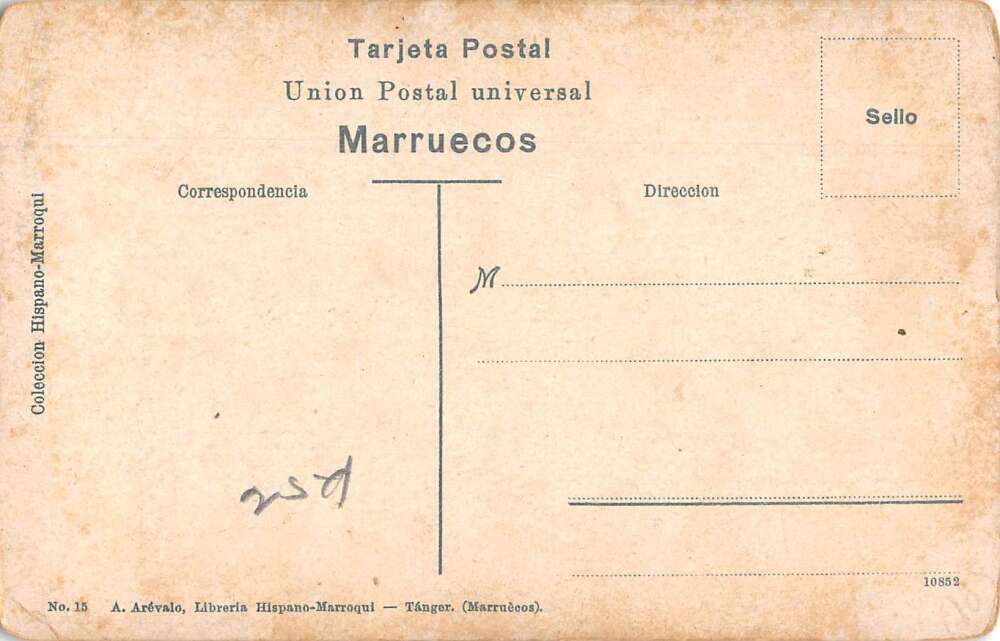 Tarjeta Postal
Union Postal universal
Marruecos
Sello
Correspondencia
Direccion
Coleccion Hispano-Marroqui
M
10852
No. 15 A. Arévalo, Libreria Hispano-Marroqui — Tánger. (Marruècos).